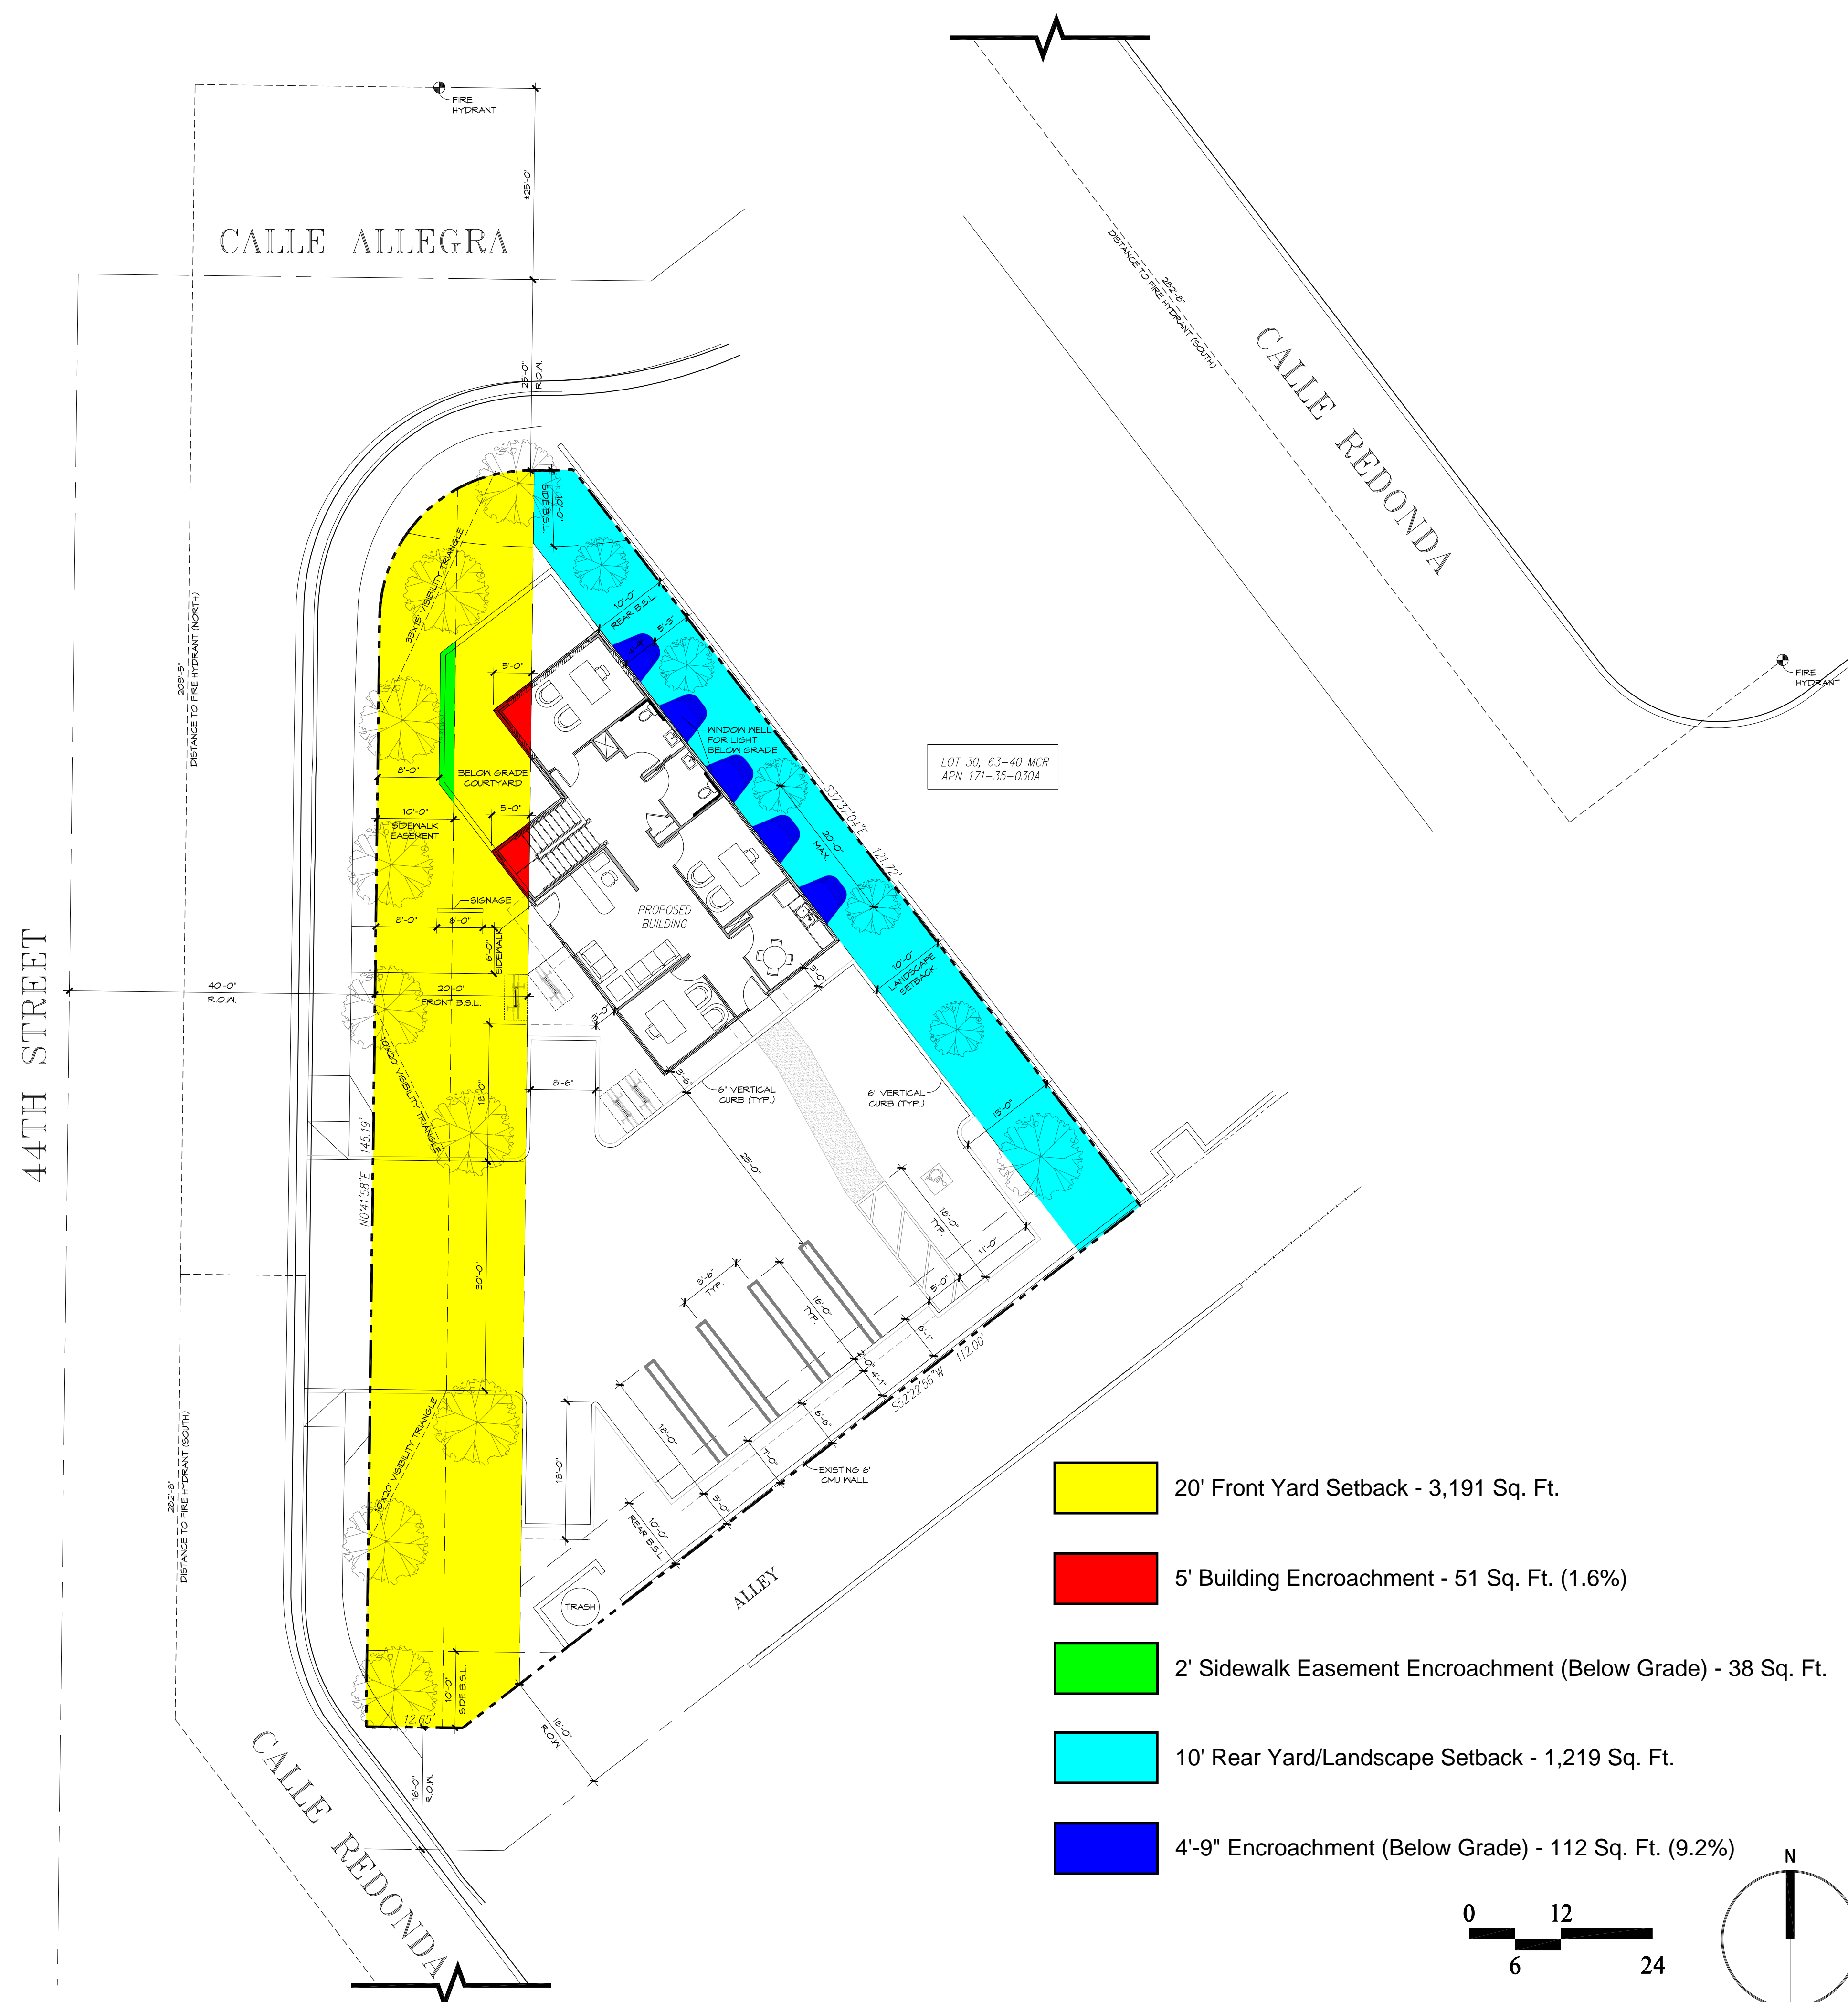 FIRE
HYDRANT
±25'-0"
CALLE ALLEGRA
25'-0"
R.O.W.
DISTANCE TO FIRE HYDRANT (SOUTH)
282'-8"
CALLE REDONDA
FIRE
HYDRANT
203'-5"
DISTANCE TO FIRE HYDRANT (NORTH)
SIDE B.S.L.
10'-0"
33'X15' VISIBILITY TRIANGLE
10'-0"
REAR B.S.L.
5'-3"
4'-9"
5'-0"
WINDOW WELL
FOR LIGHT
BELOW GRADE
LOT 30, 63-40 MCR
APN 171-35-030A
8'-0"
BELOW GRADE
COURTYARD
5'-0"
10'-0"
SIDEWALK
EASEMENT
S37°37'04"E
121.72'
20'-0"
MAX.
SIGNAGE
8'-0"
6'-0"
6'-0"
SIDEWALK
PROPOSED
BUILDING
10'-0"
LANDSCAPE
SETBACK
3'-0"
44TH STREET
40'-0"
R.O.W.
20'-0"
FRONT B.S.L.
3'-0"
10'X20' VISIBILITY TRIANGLE
18'-0"
8'-6"
3'-6"
6" VERTICAL
CURB (TYP.)
6" VERTICAL
CURB (TYP.)
13'-0"
N0°41'58"E
145.19'
25'-0"
18'-0"
TYP.
11'-0"
5'-0"
30'-0"
8'-6"
TYP.
16'-0"
TYP.
6'-1"
2'-0"
4'-1"
S52°22'56"W
112.00'
6'-6"
7'-0"
18'-0"
5'-0"
EXISTING 6'
CMU WALL
10'X20' VISIBILITY TRIANGLE
18'-0"
10'-0"
REAR B.S.L.
282'-8"
DISTANCE TO FIRE HYDRANT (SOUTH)
TRASH
ALLEY
10'-0"
SIDE B.S.L.
12.65'
16'-0"
R.O.W.
16'-0"
R.O.W.
CALLE REDONDA
20' Front Yard Setback - 3,191 Sq. Ft.
5' Building Encroachment - 51 Sq. Ft. (1.6%)
2' Sidewalk Easement Encroachment (Below Grade) - 38 Sq. Ft.
10' Rear Yard/Landscape Setback - 1,219 Sq. Ft.
4'-9" Encroachment (Below Grade) - 112 Sq. Ft. (9.2%)
N
0 12
6 24